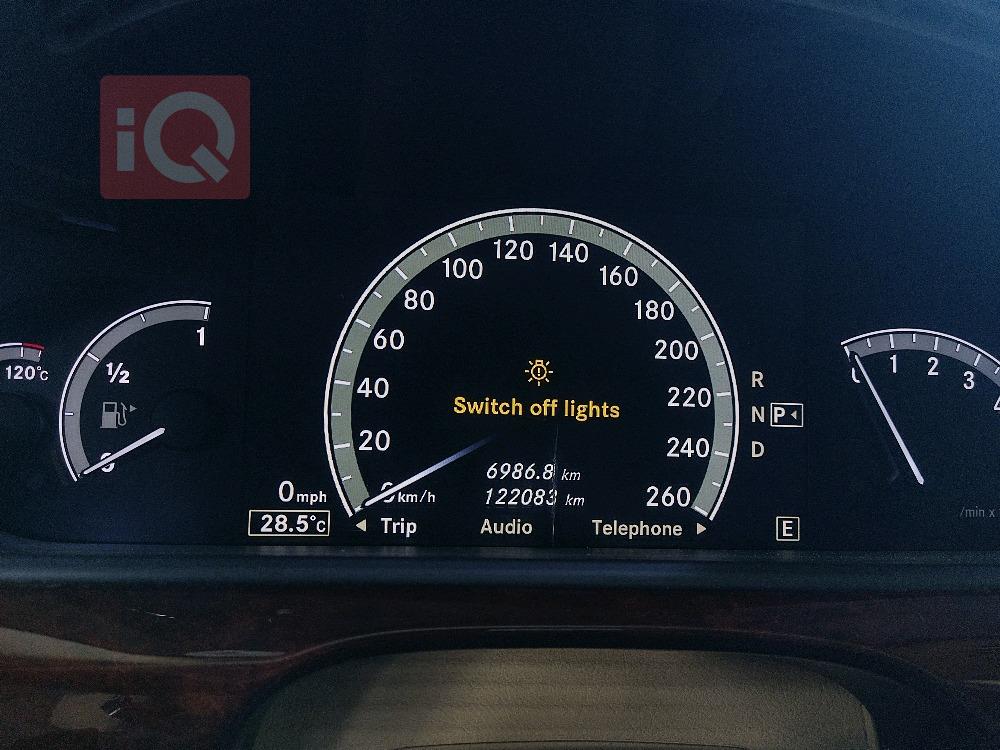 iQ
120 140
100
160
80
180
60
200
40
220
20
240
260
120°C
1
½
1
2
3
4
R
N P
D
Switch off lights
6986.8 km
122083 km
0 mph
km/h
28.5°C
Trip
Audio
Telephone
E
/min x